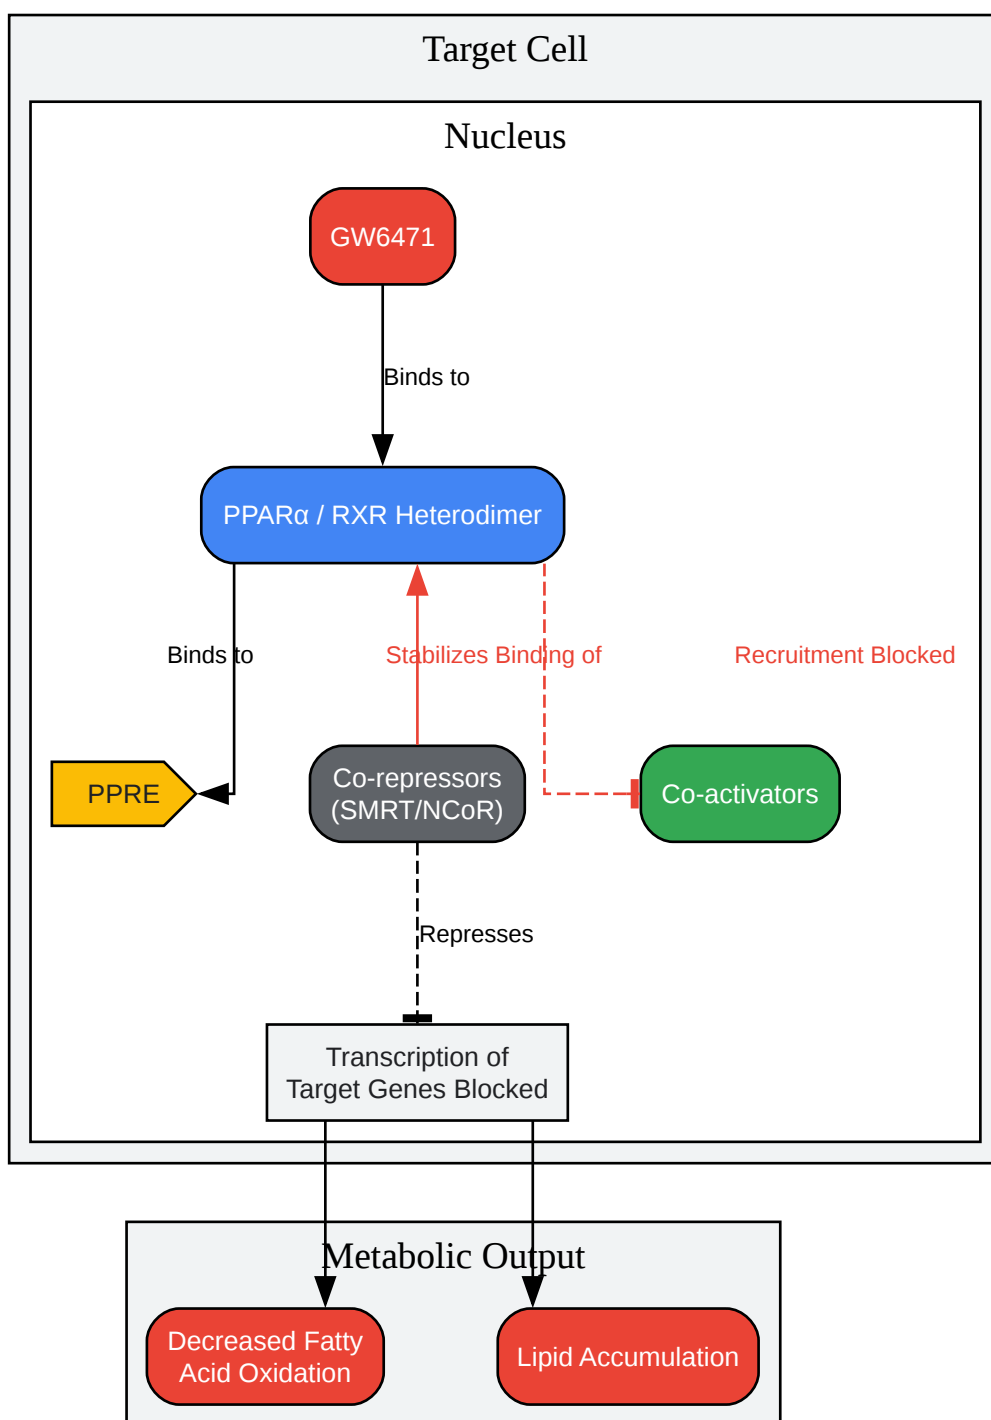 Target Cell
Nucleus
GW6471
Binds to
PPARα / RXR Heterodimer
Binds to
Stabilizes Binding of
Recruitment Blocked
PPRE
Co-repressors
(SMRT/NCoR)
Co-activators
Represses
Transcription of
Target Genes Blocked
Metabolic Output
Decreased Fatty
Acid Oxidation
Lipid Accumulation